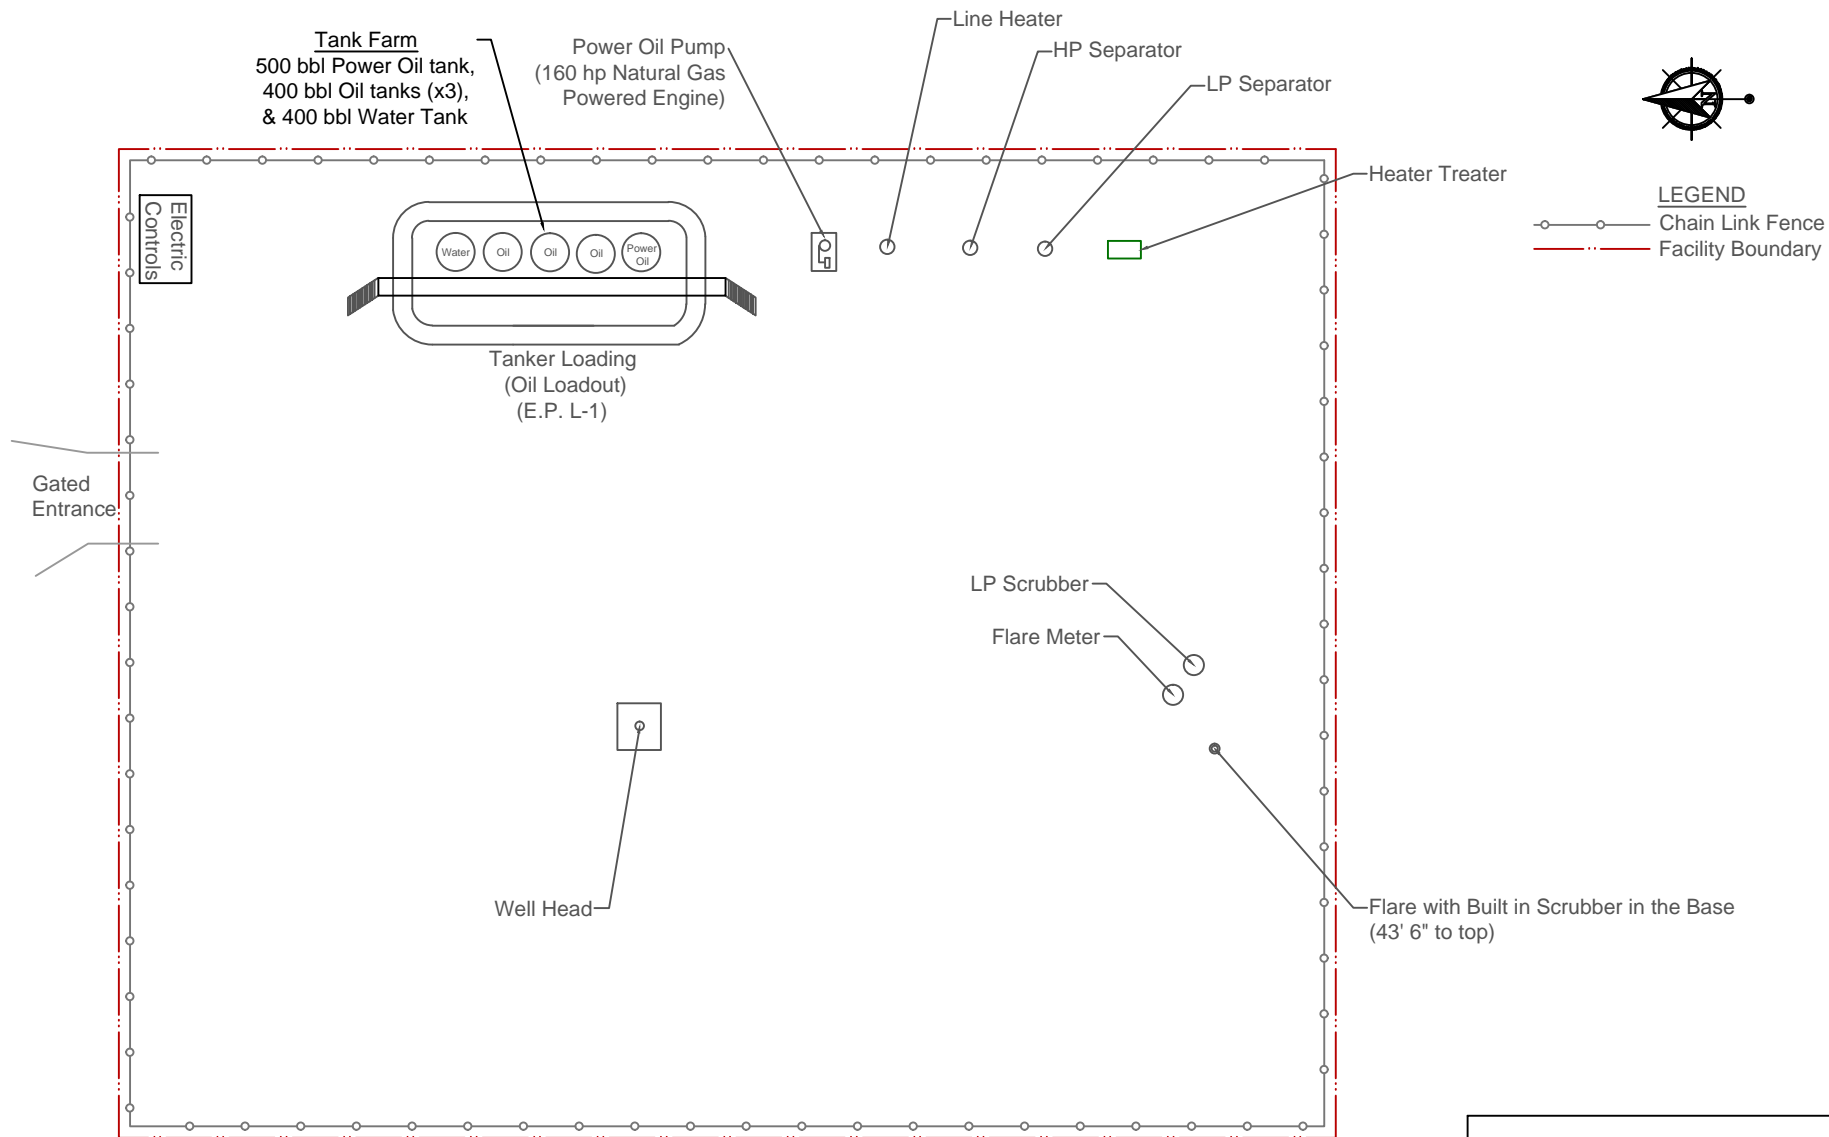 Line Heater
Tank Farm
500 bbl Power Oil tank,
400 bbl Oil tanks (x3),
& 400 bbl Water Tank
Power Oil Pump
(160 hp Natural Gas
Powered Engine)
HP Separator
LP Separator
N
Heater Treater
LEGEND
Chain Link Fence
Facility Boundary
Electric
Controls
Water
Oil
Oil
Oil
Power
Oil
Tanker Loading
(Oil Loadout)
(E.P. L-1)
Gated
Entrance
LP Scrubber
Flare Meter
Well Head
Flare with Built in Scrubber in the Base
(43' 6" to top)